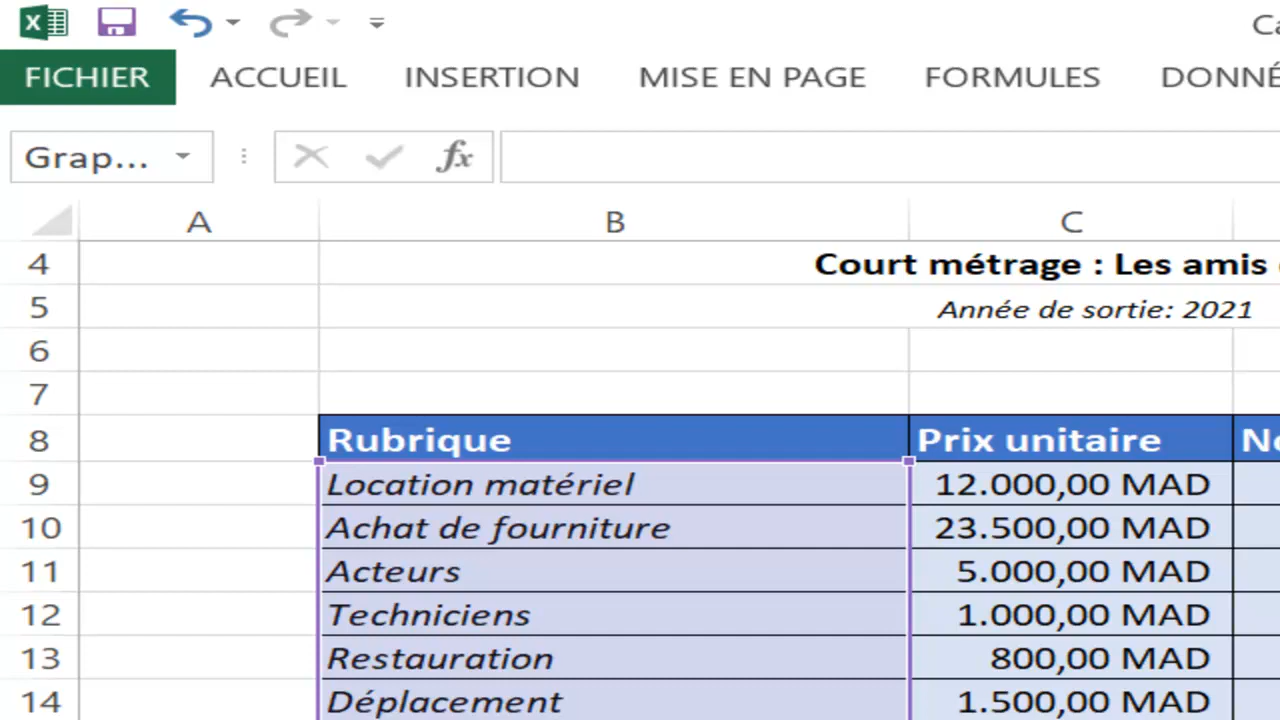 Ca
FICHIER ACCUEIL INSERTION MISE EN PAGE FORMULES DONNÉ
Grap... fx
A B C
4 Court métrage : Les amis
5 Année de sortie: 2021
6
7
8 Rubrique Prix unitaire No
9 Location matériel 12.000,00 MAD
10 Achat de fourniture 23.500,00 MAD
11 Acteurs 5.000,00 MAD
12 Techniciens 1.000,00 MAD
13 Restauration 800,00 MAD
14 Déplacement 1.500,00 MAD